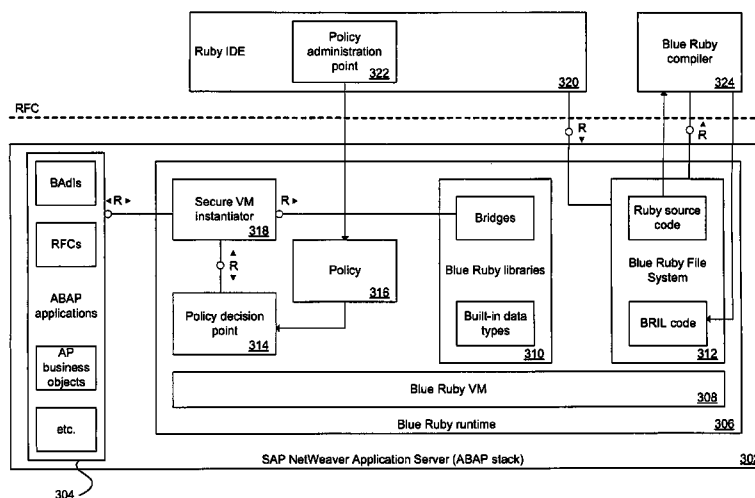 Ruby IDE
Policy
administration
point
322
320
Blue Ruby
compiler
324
RFC
R
R
BAdIs
RFCs
ABAP
applications
AP
business
objects
etc.
304
R
Secure VM
instantiator
318
R
R
Policy decision
point
314
Policy
316
Bridges
Blue Ruby libraries
Built-in data
types
310
Ruby source
code
Blue Ruby File
System
BRIL code
312
Blue Ruby VM
308
Blue Ruby runtime
306
SAP NetWeaver Application Server (ABAP stack)
302